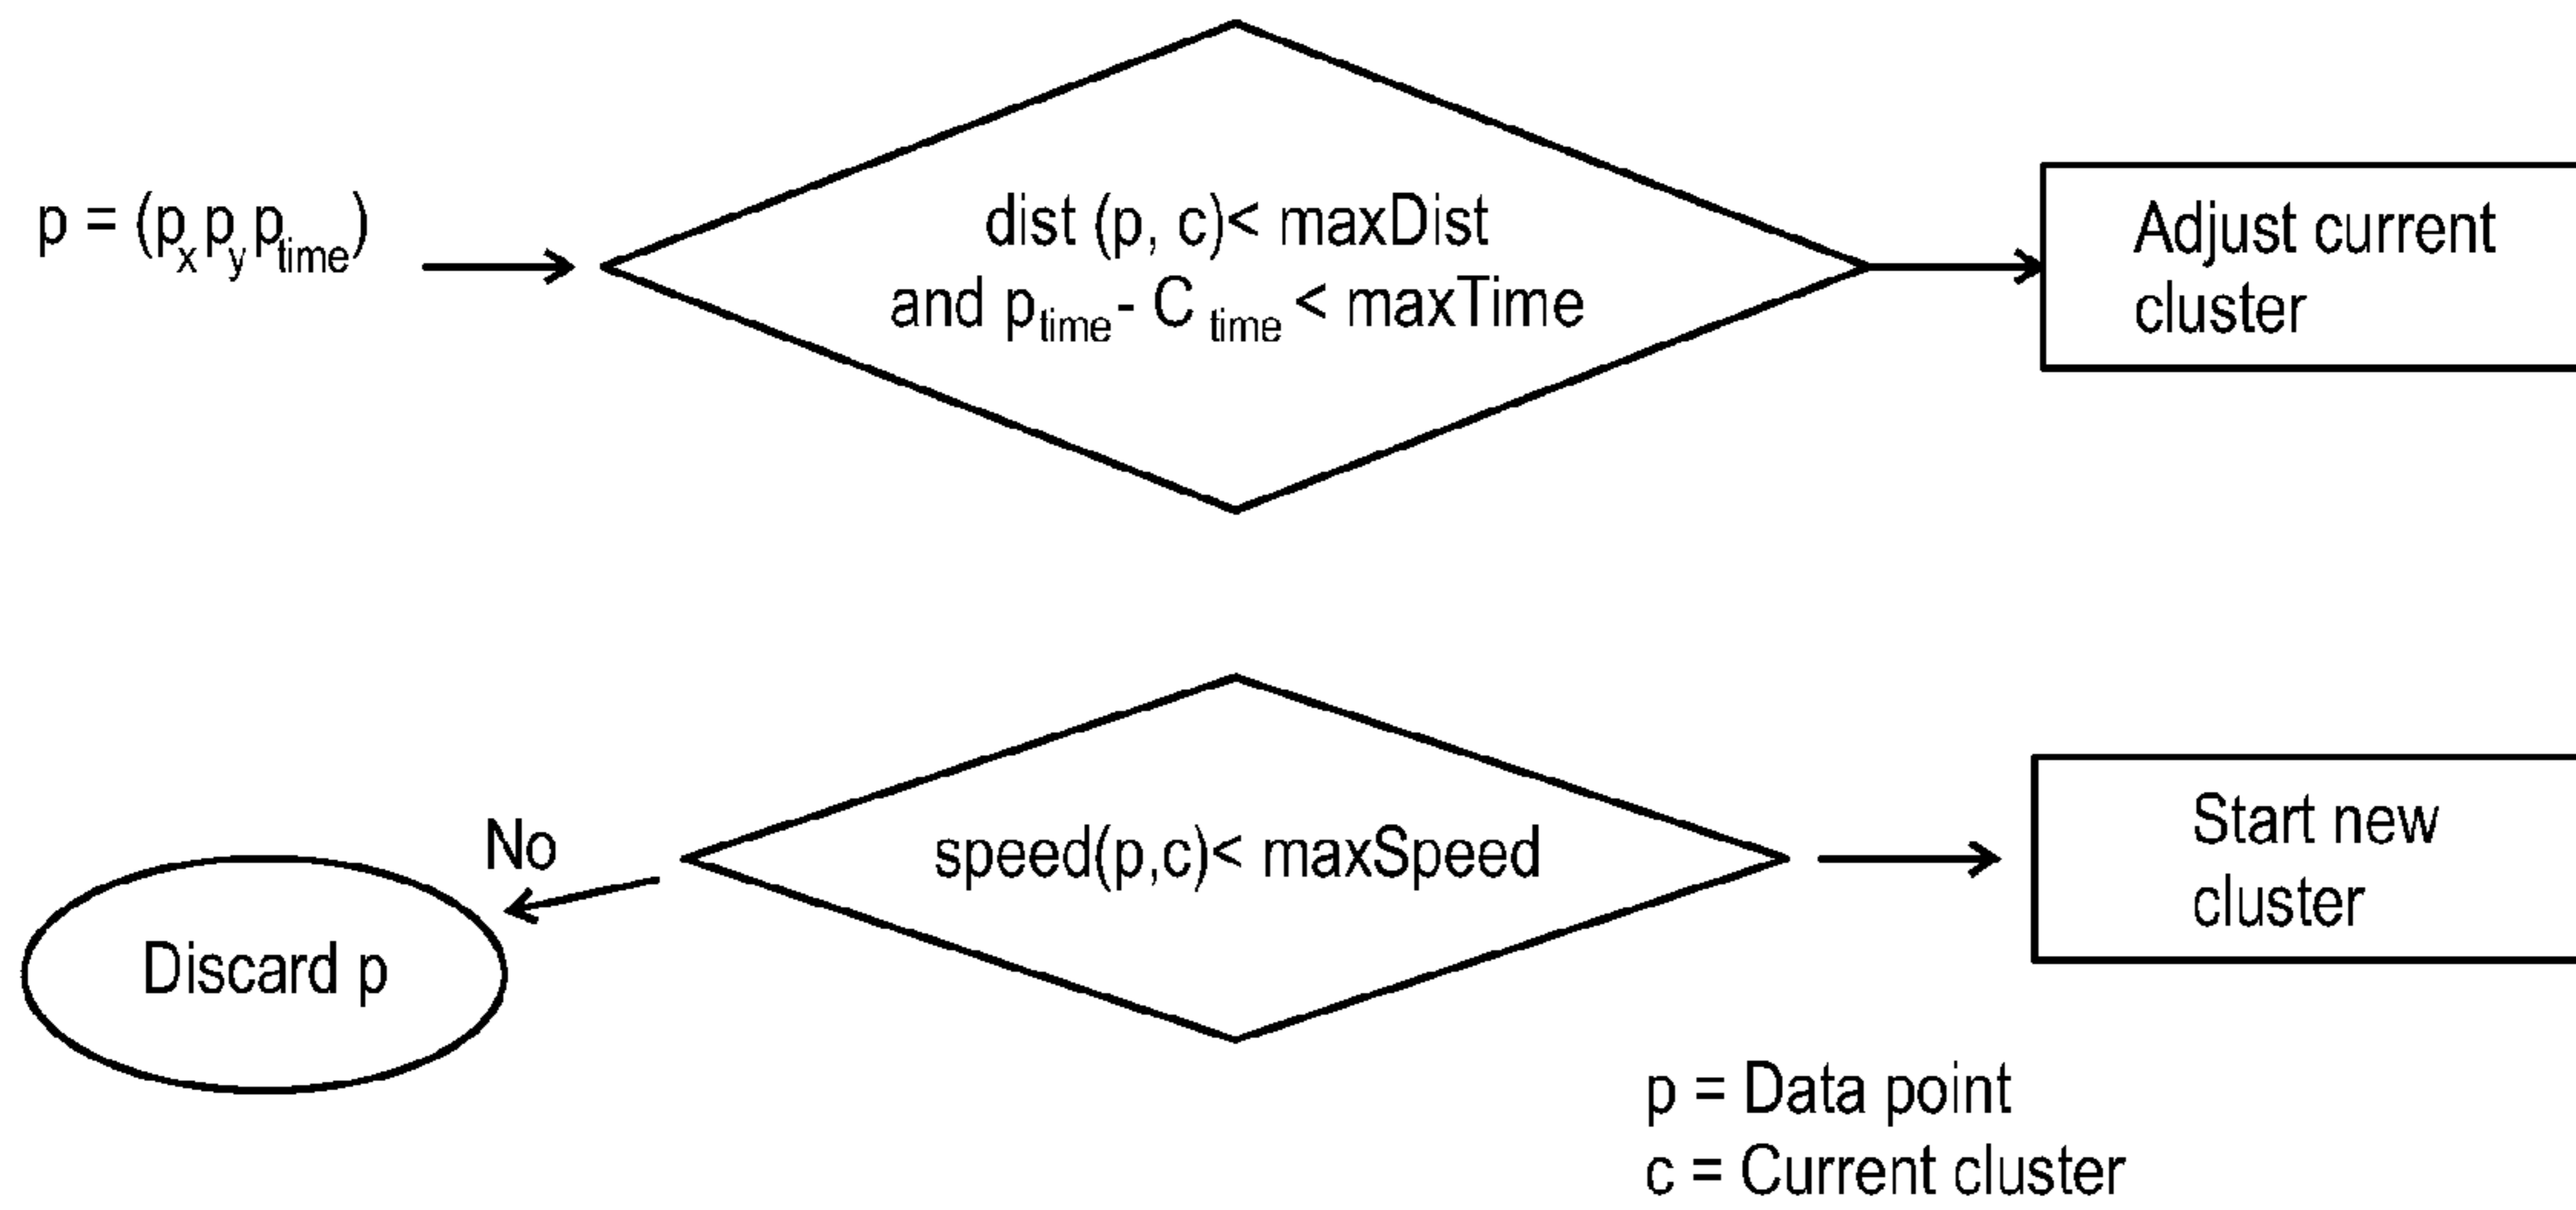 p = (px py ptime)
dist (p, c)< maxDist
and ptime- C time < maxTime
Adjust current
cluster
No
Discard p
speed(p,c)< maxSpeed
Start new
cluster
p = Data point
c = Current cluster